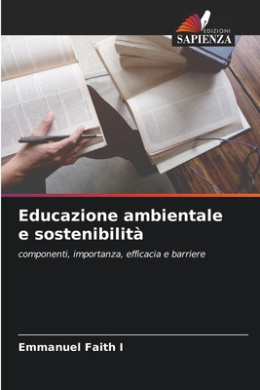 EDIZIONI
SAPIENZA
Educazione ambientale
e sostenibilità
componenti, importanza, efficacia e barriere
Emmanuel Faith I